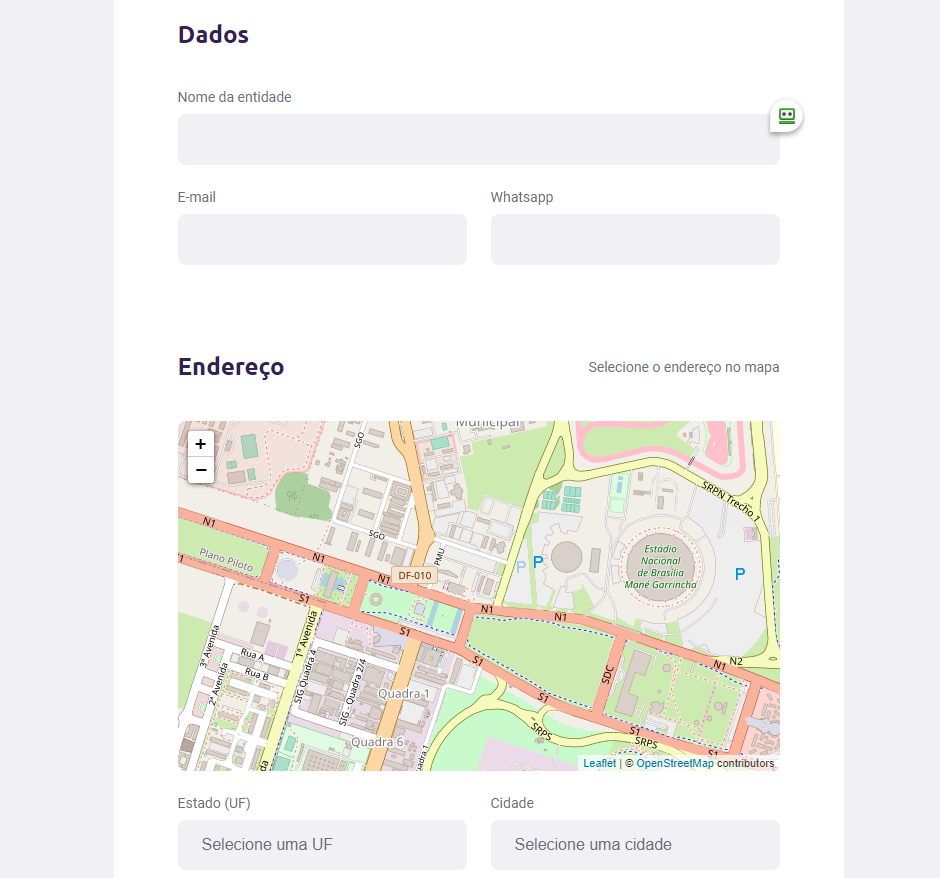 Dados
Nome da entidade
E-mail
Whatsapp
Endereço
Selecione o endereço no mapa
+
−
Municipal
SGO
SRPN Trecho 1
N1
SGO
PMU
Plano Piloto
N1
N1
DF-010
P
P
Estádio
Nacional
de Brasília
Mané Garrincha
P
S1
S1
N1
N1
S1
1ª Avenida
3ª Avenida
Rua A
Rua B
2ª Avenida
SIG Quadra 4
SIG - Quadra 2/4
Quadra 1
S1
S1
SDC
N1
N2
Quadra 6
SRPS
S1
SRPS
S1
Leaflet | © OpenStreetMap contributors
Estado (UF)
Cidade
Selecione uma UF
Selecione uma cidade